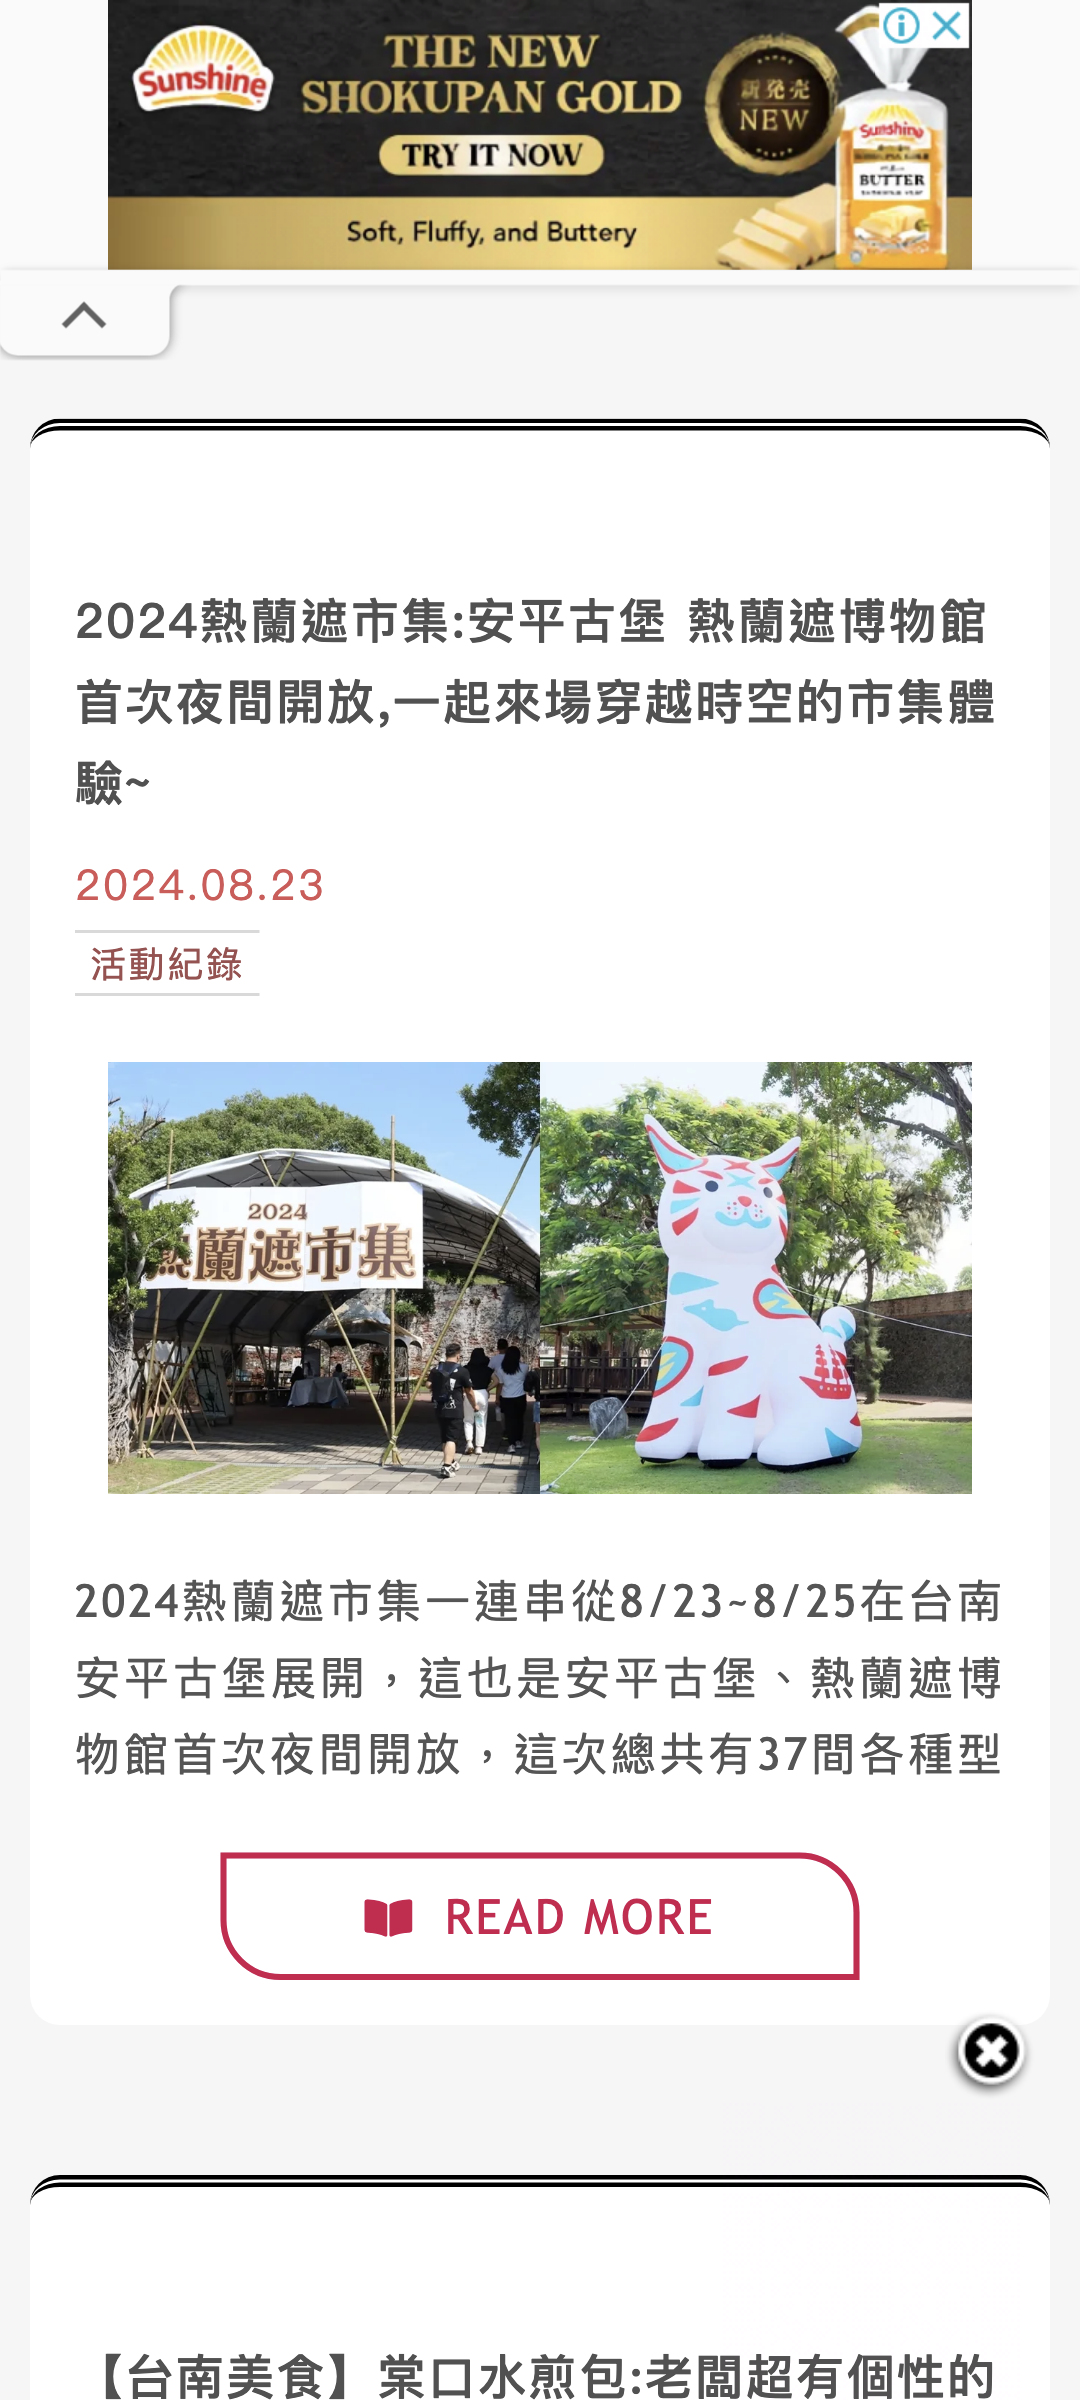 Sunshine
THE NEW
SHOKUPAN GOLD
TRY IT NOW
Soft, Fluffy, and Buttery
新発売
NEW
Sunshine
BUTTER
2024熱蘭遮市集:安平古堡 熱蘭遮博物館
首次夜間開放,一起來場穿越時空的市集體
驗~
2024.08.23
活動紀錄
2024
熱蘭遮市集
2024熱蘭遮市集一連串從8/23~8/25在台南
安平古堡展開，這也是安平古堡、熱蘭遮博
物館首次夜間開放，這次總共有37間各種型
READ MORE
【台南美食】棠口水煎包:老闆超有個性的